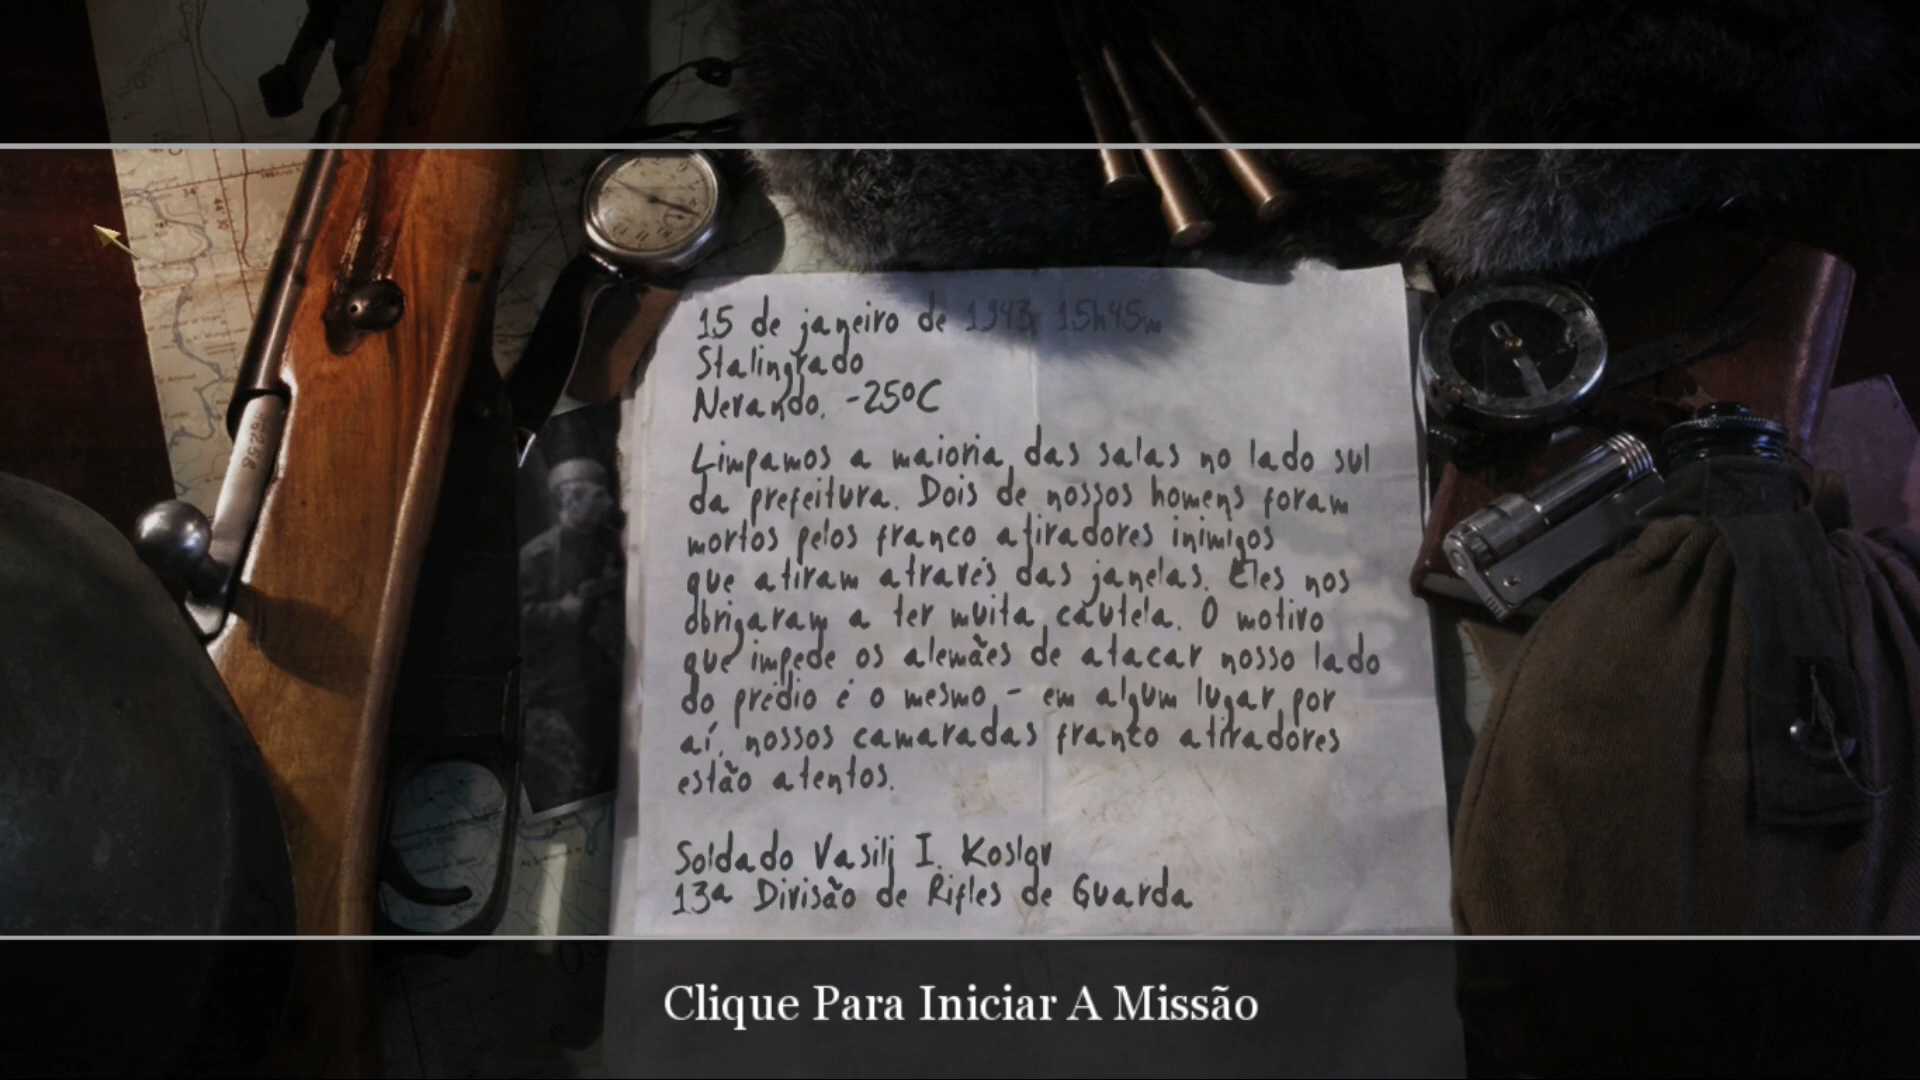 15 de janeiro de 1943, 15h45m
Stalingrado
Nevando, -25ºC
Limpamos a maioria das salas no lado sul
da prefeitura. Dois de nossos homens foram
mortos pelos franco atiradores inimigos
que atiram através das janelas. Eles nos
obrigaram a ter muita cautela. O motivo
que impede os alemães de atacar nosso lado
do prédio é o mesmo - em algum lugar por
aí, nossos camaradas franco atiradores
estão atentos.
Soldado Vasilj I. Koslov
13ª Divisão de Rifles de Guarda
Clique Para Iniciar A Missão